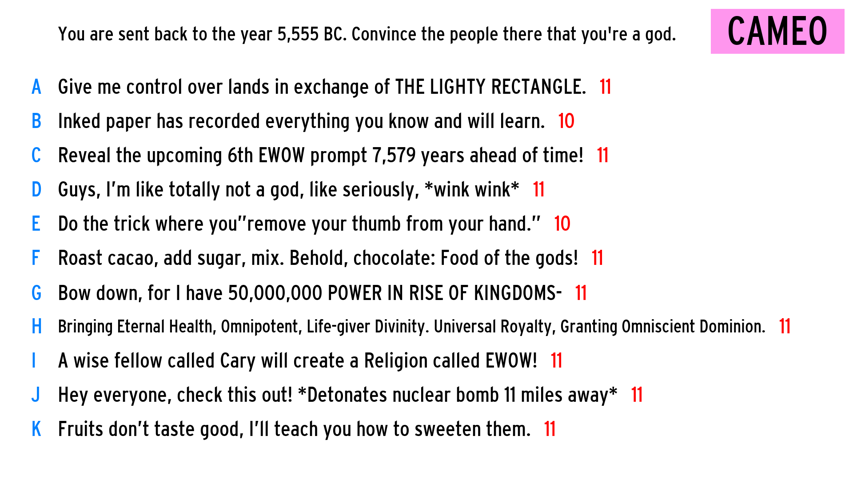 You are sent back to the year 5,555 BC. Convince the people there that you're a god.
CAMEO
A Give me control over lands in exchange of THE LIGHTY RECTANGLE. 11
B Inked paper has recorded everything you know and will learn. 10
C Reveal the upcoming 6th EWOW prompt 7,579 years ahead of time! 11
D Guys, I'm like totally not a god, like seriously, *wink wink* 11
E Do the trick where you"remove your thumb from your hand." 10
F Roast cacao, add sugar, mix. Behold, chocolate: Food of the gods! 11
G Bow down, for I have 50,000,000 POWER IN RISE OF KINGDOMS- 11
H Bringing Eternal Health, Omnipotent, Life-giver Divinity. Universal Royalty, Granting Omniscient Dominion. 11
I A wise fellow called Cary will create a Religion called EWOW! 11
J Hey everyone, check this out! *Detonates nuclear bomb 11 miles away* 11
K Fruits don't taste good, I'll teach you how to sweeten them. 11